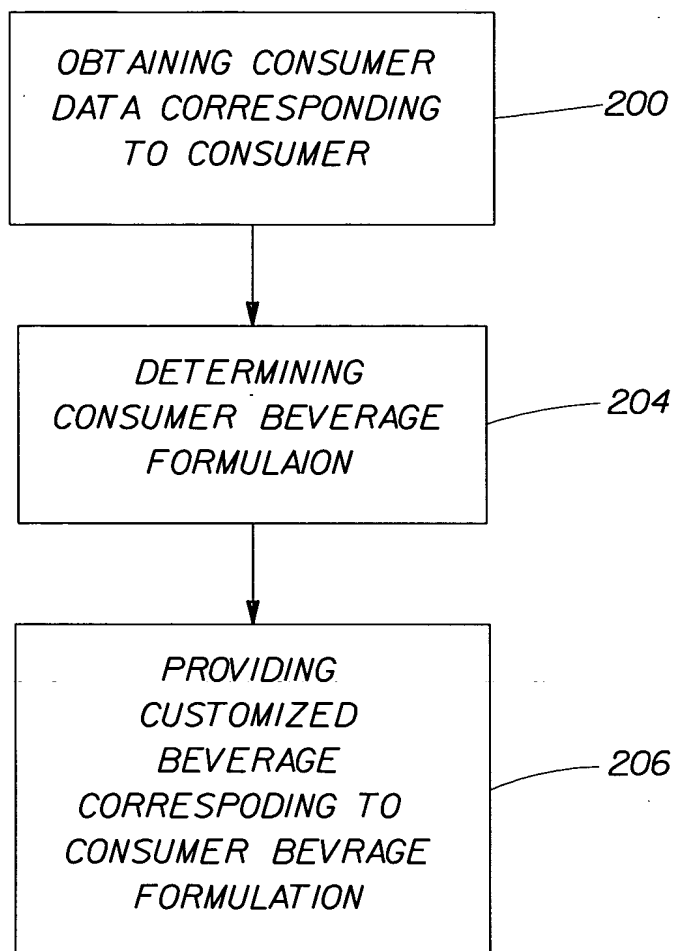 OBTAINING CONSUMER
DATA CORRESPONDING
TO CONSUMER
200
DETERMINING
CONSUMER BEVERAGE
FORMULAION
204
PROVIDING
CUSTOMIZED
BEVERAGE
CORRESPODING TO
CONSUMER BEVRAGE
FORMULATION
206